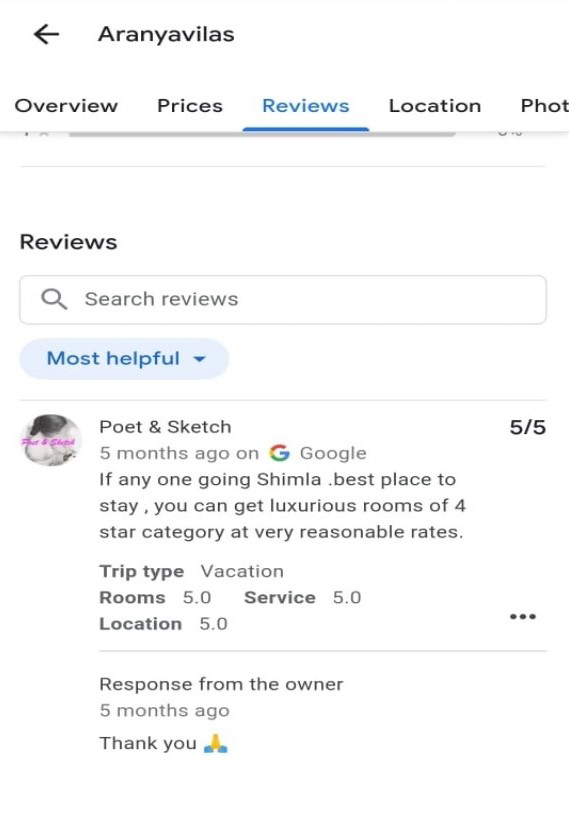 Aranyavilas
Overview Prices Reviews Location Phot
Reviews
Search reviews
Most helpful
Poet & Sketch
5/5
Poet & Sketch
5 months ago on Google
If any one going Shimla .best place to
stay , you can get luxurious rooms of 4
star category at very reasonable rates.
Trip type Vacation
Rooms 5.0 Service 5.0
Location 5.0
Response from the owner
5 months ago
Thank you 🙏